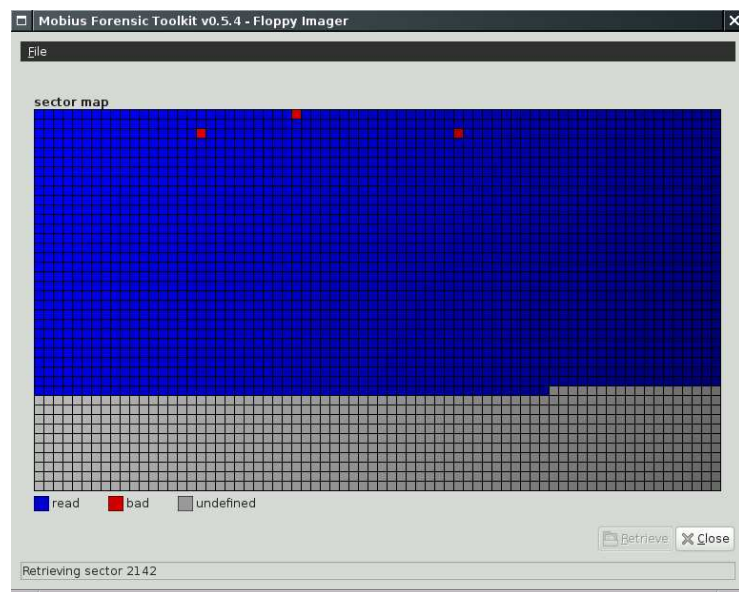 Mobius Forensic Toolkit v0.5.4 - Floppy Imager
File
sector map
read bad undefined
Retrieve Close
Retrieving sector 2142